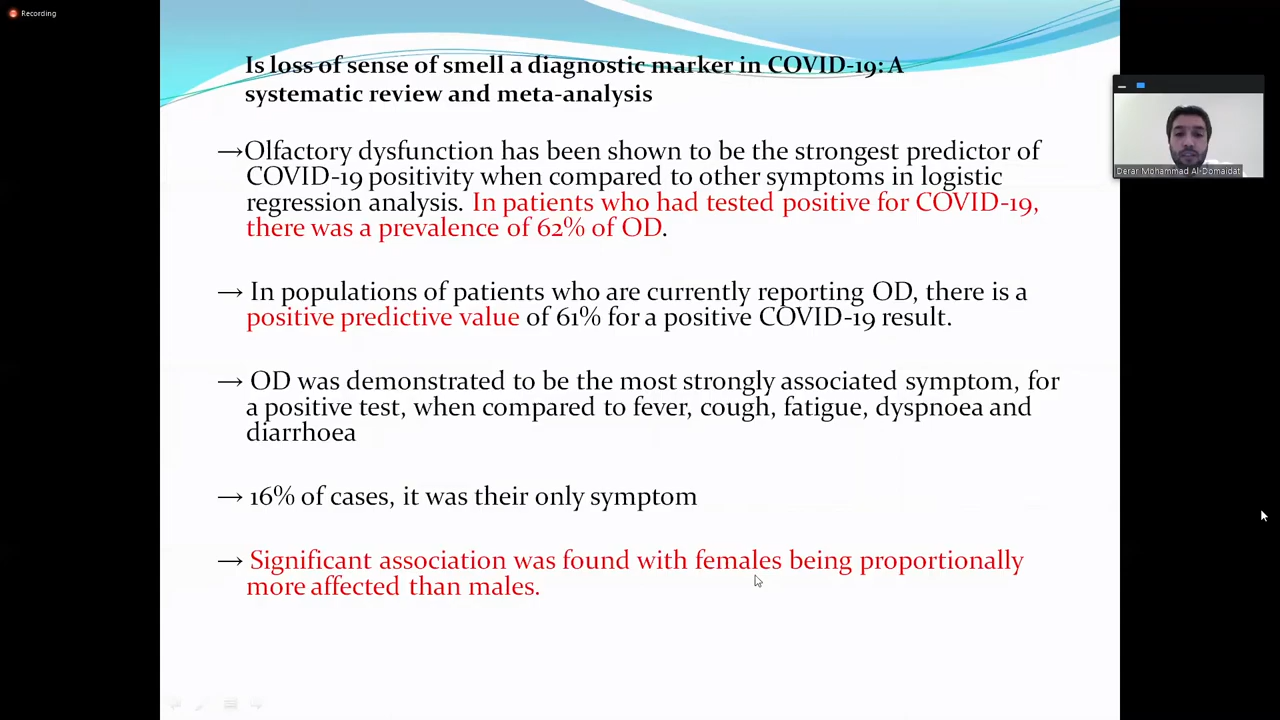 Recording
Is loss of sense of smell a diagnostic marker in COVID-19: A
systematic review and meta-analysis
→Olfactory dysfunction has been shown to be the strongest predictor of
COVID-19 positivity when compared to other symptoms in logistic
regression analysis. In patients who had tested positive for COVID-19,
there was a prevalence of 62% of OD.
→ In populations of patients who are currently reporting OD, there is a
positive predictive value of 61% for a positive COVID-19 result.
→ OD was demonstrated to be the most strongly associated symptom, for
a positive test, when compared to fever, cough, fatigue, dyspnoea and
diarrhoea
→ 16% of cases, it was their only symptom
→ Significant association was found with females being proportionally
more affected than males.
Derar Mohammad Al-Domaidat